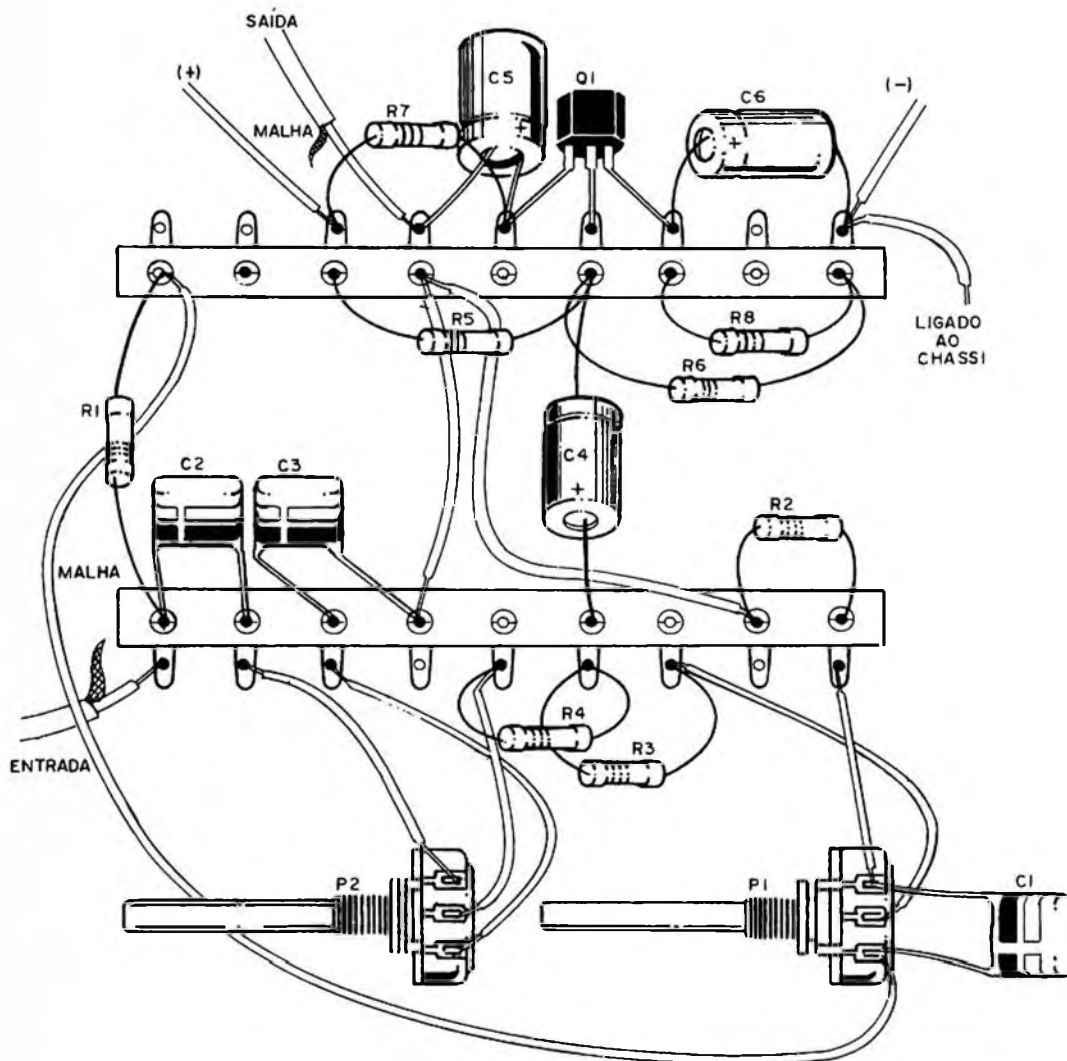 SAÍDA
(+)
MALHA
R7
C5
+
Q1
C6
+
(-)
R5
R8
R6
LIGADO
AO
CHASSI
R1
C2
C3
C4
+
R2
MALHA
R4
R3
ENTRADA
P2
P1
C1